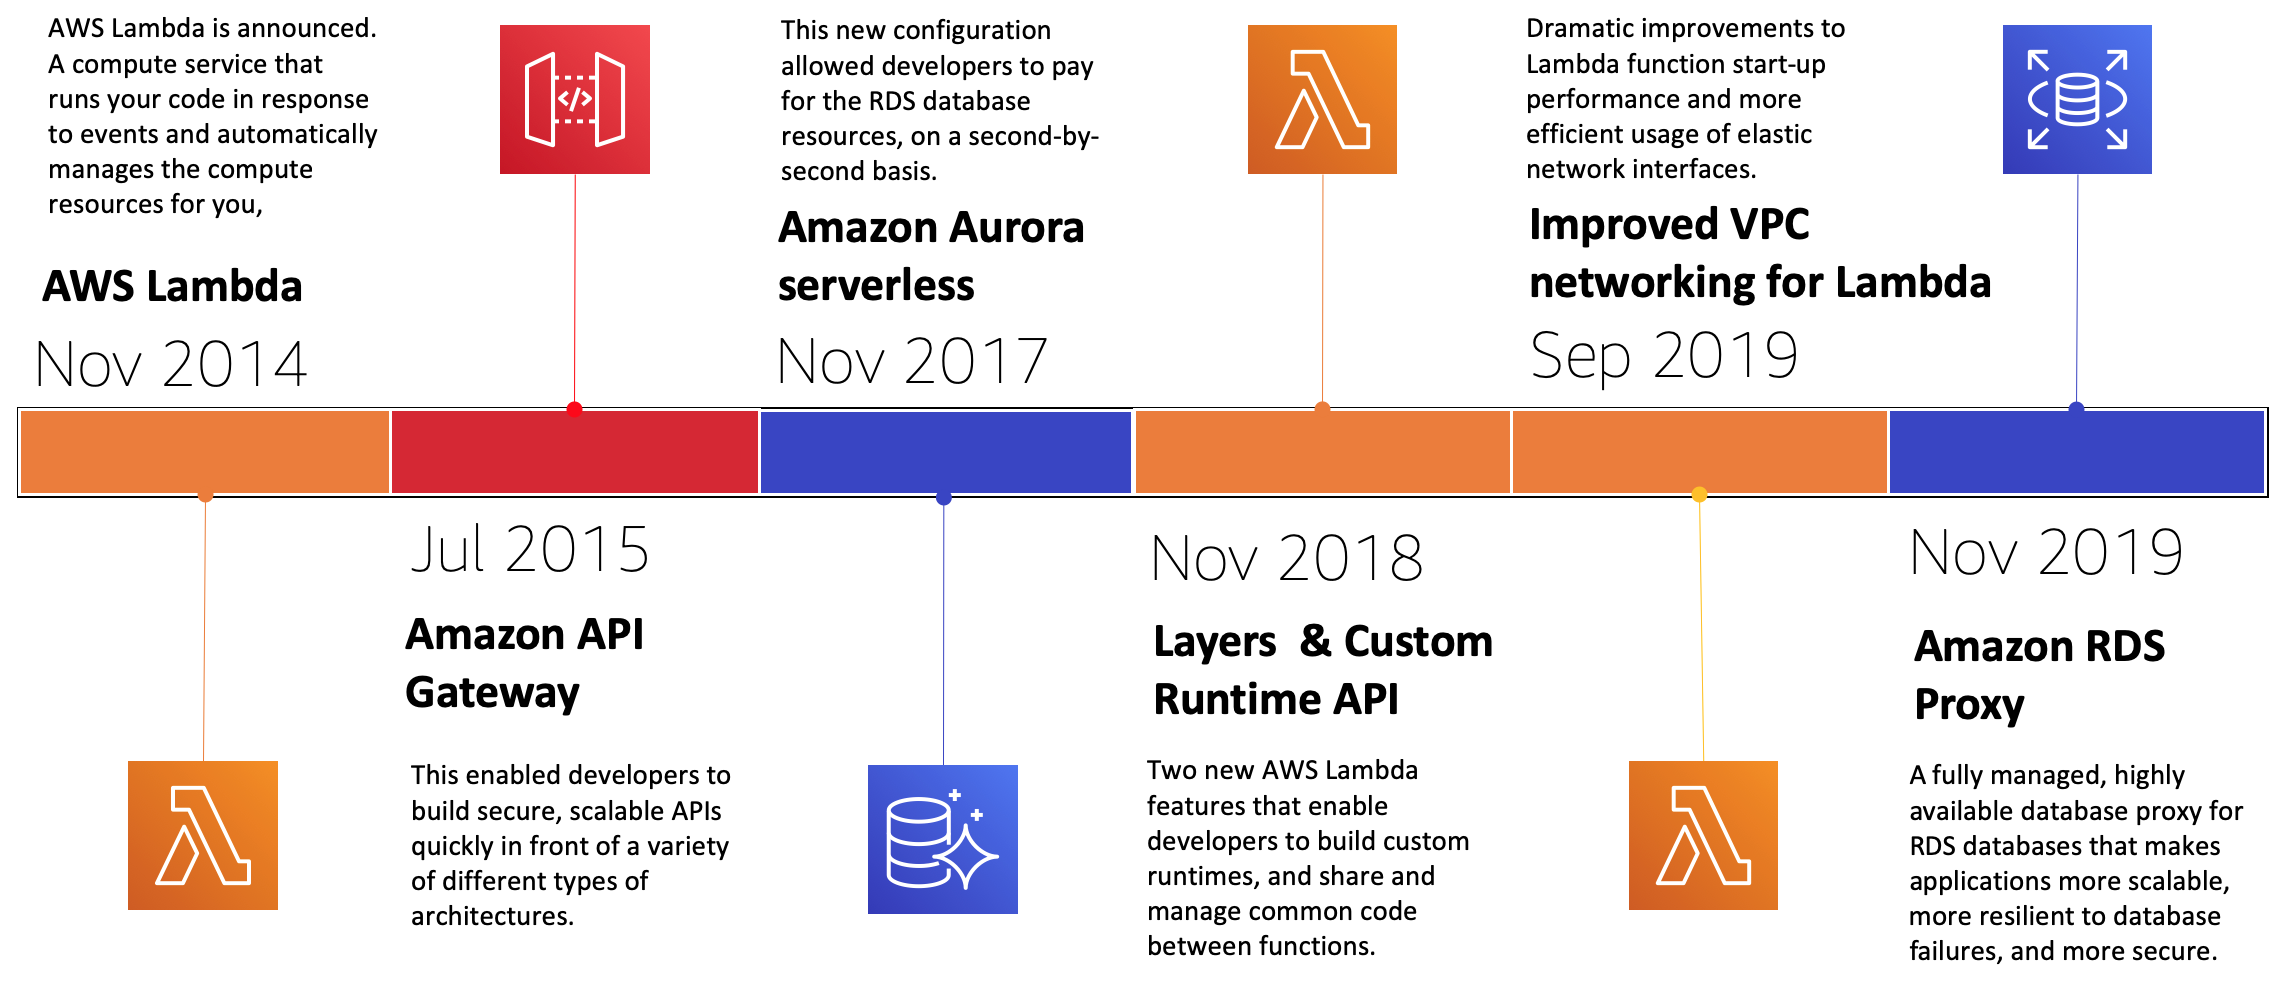 AWS Lambda is announced.
A compute service that
runs your code in response
to events and automatically
manages the compute
resources for you,
AWS Lambda
Nov 2014
</>
Jul 2015
Amazon API
Gateway
This enabled developers to
build secure, scalable APIs
quickly in front of a variety
of different types of
architectures.
This new configuration
allowed developers to pay
for the RDS database
resources, on a second-by-
second basis.
Amazon Aurora
serverless
Nov 2017
Nov 2018
Layers & Custom
Runtime API
Two new AWS Lambda
features that enable
developers to build custom
runtimes, and share and
manage common code
between functions.
Dramatic improvements to
Lambda function start-up
performance and more
efficient usage of elastic
network interfaces.
Improved VPC
networking for Lambda
Sep 2019
Nov 2019
Amazon RDS
Proxy
A fully managed, highly
available database proxy for
RDS databases that makes
applications more scalable,
more resilient to database
failures, and more secure.